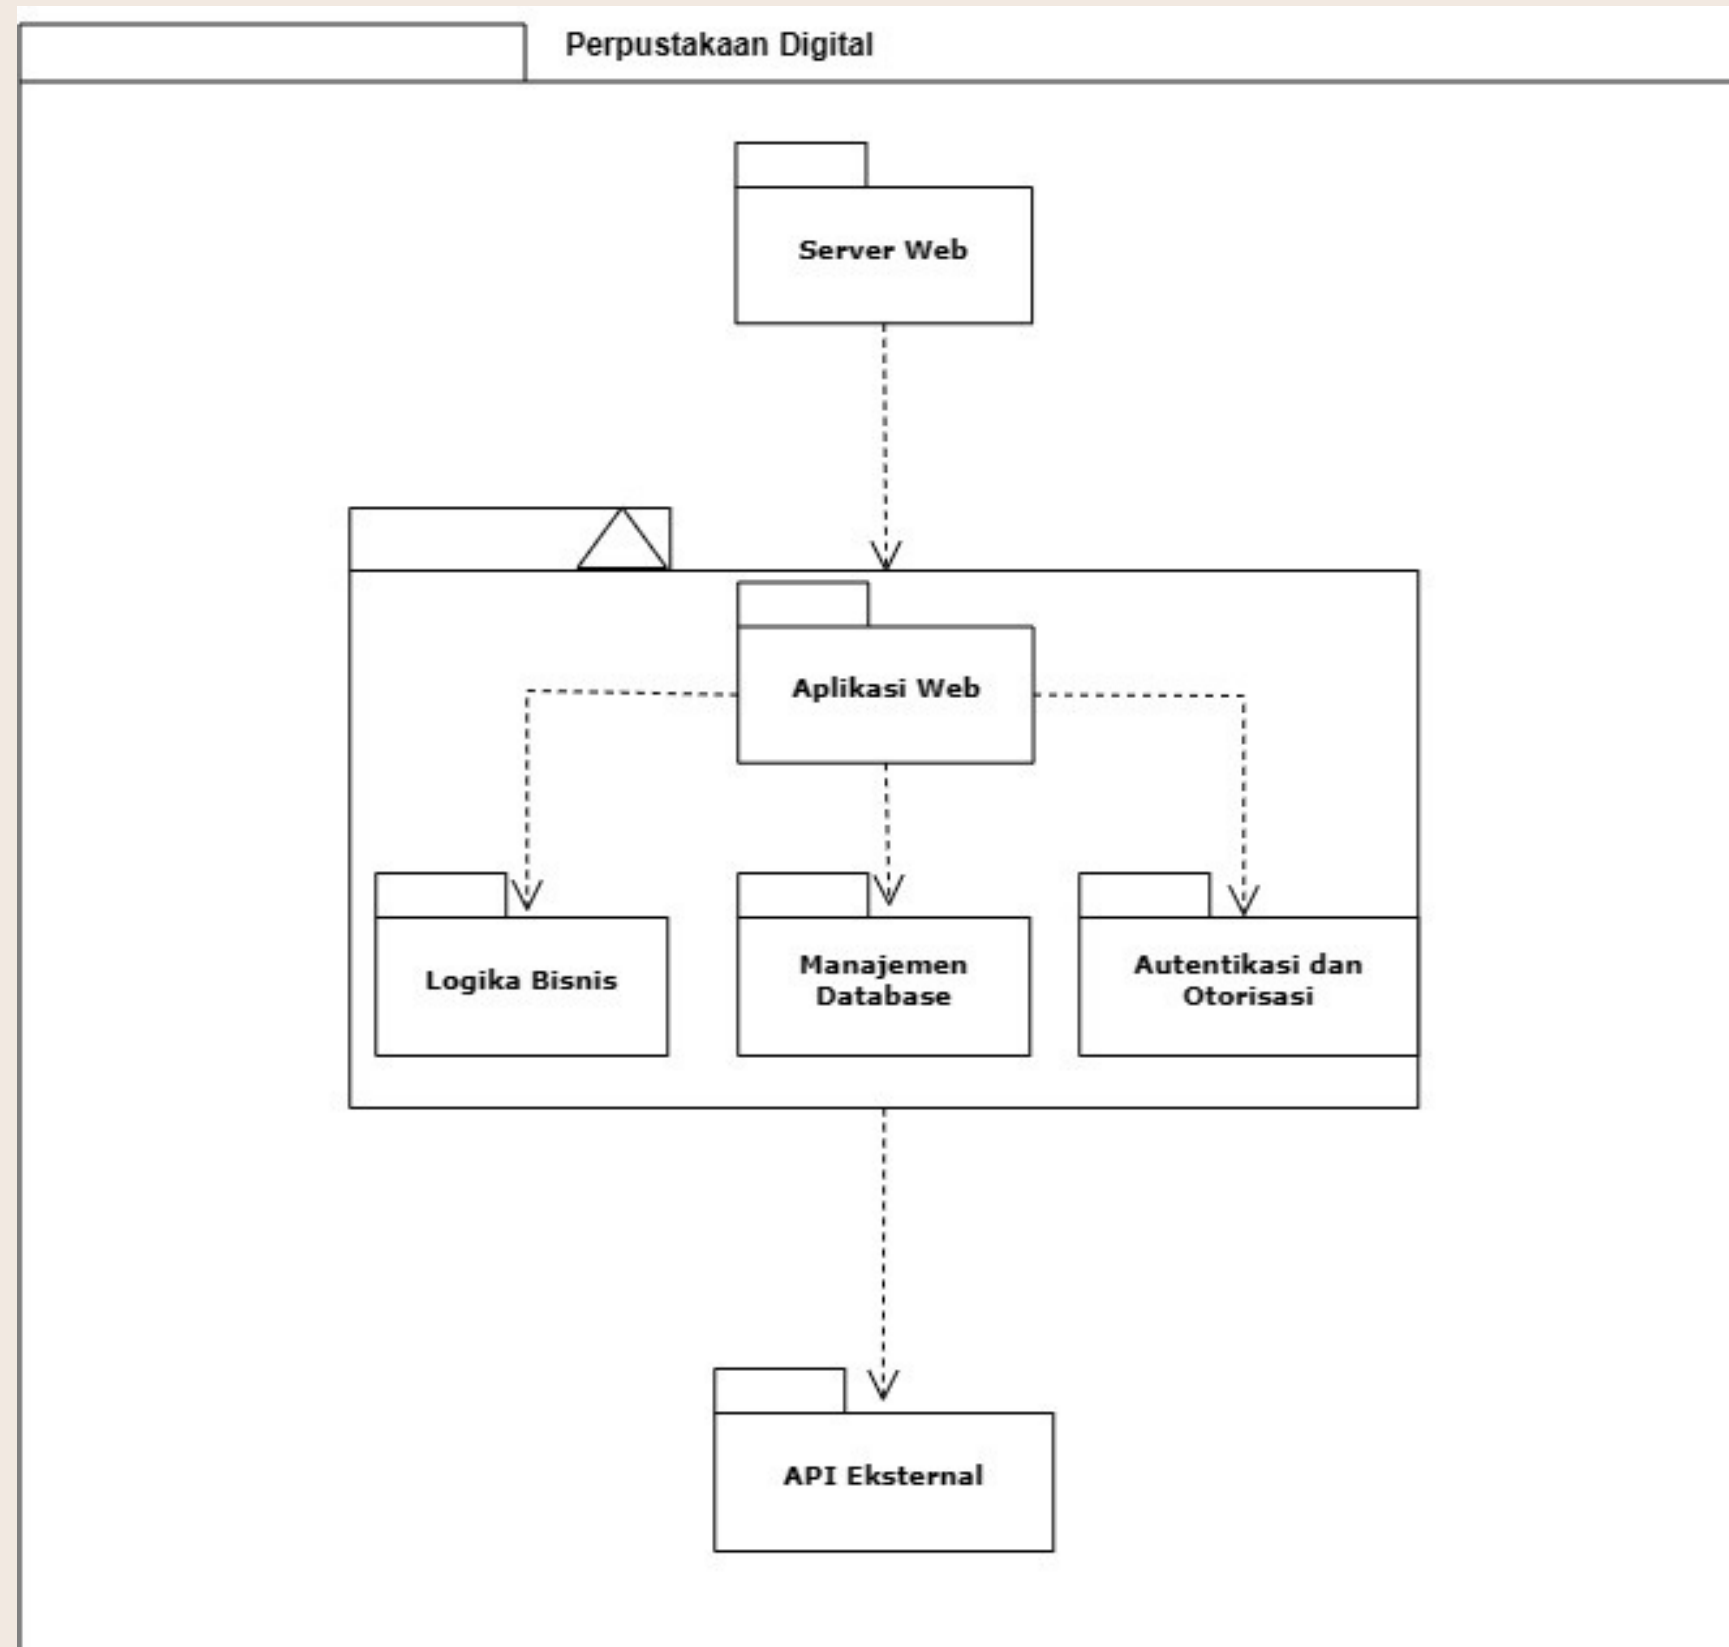 Perpustakaan Digital
Server Web
Aplikasi Web
Logika Bisnis
Manajemen
Database
Autentikasi dan
Otorisasi
API Eksternal